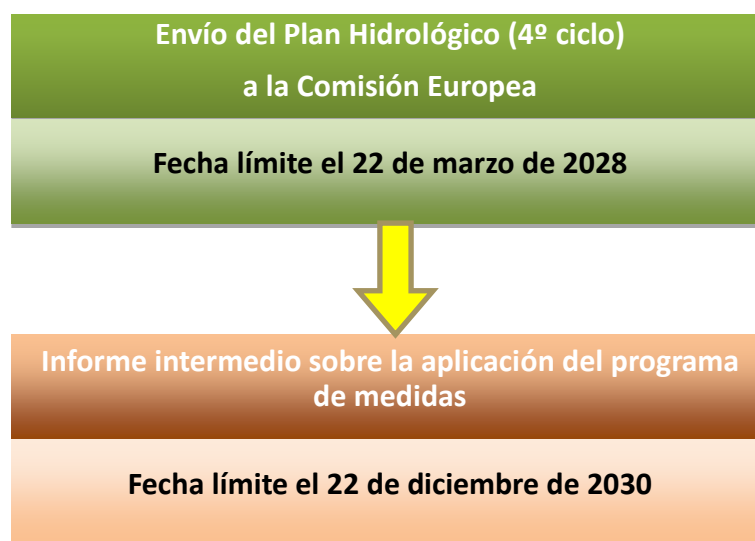 Envío del Plan Hidrológico (4º ciclo)
a la Comisión Europea
Fecha límite el 22 de marzo de 2028
Informe intermedio sobre la aplicación del programa
de medidas
Fecha límite el 22 de diciembre de 2030